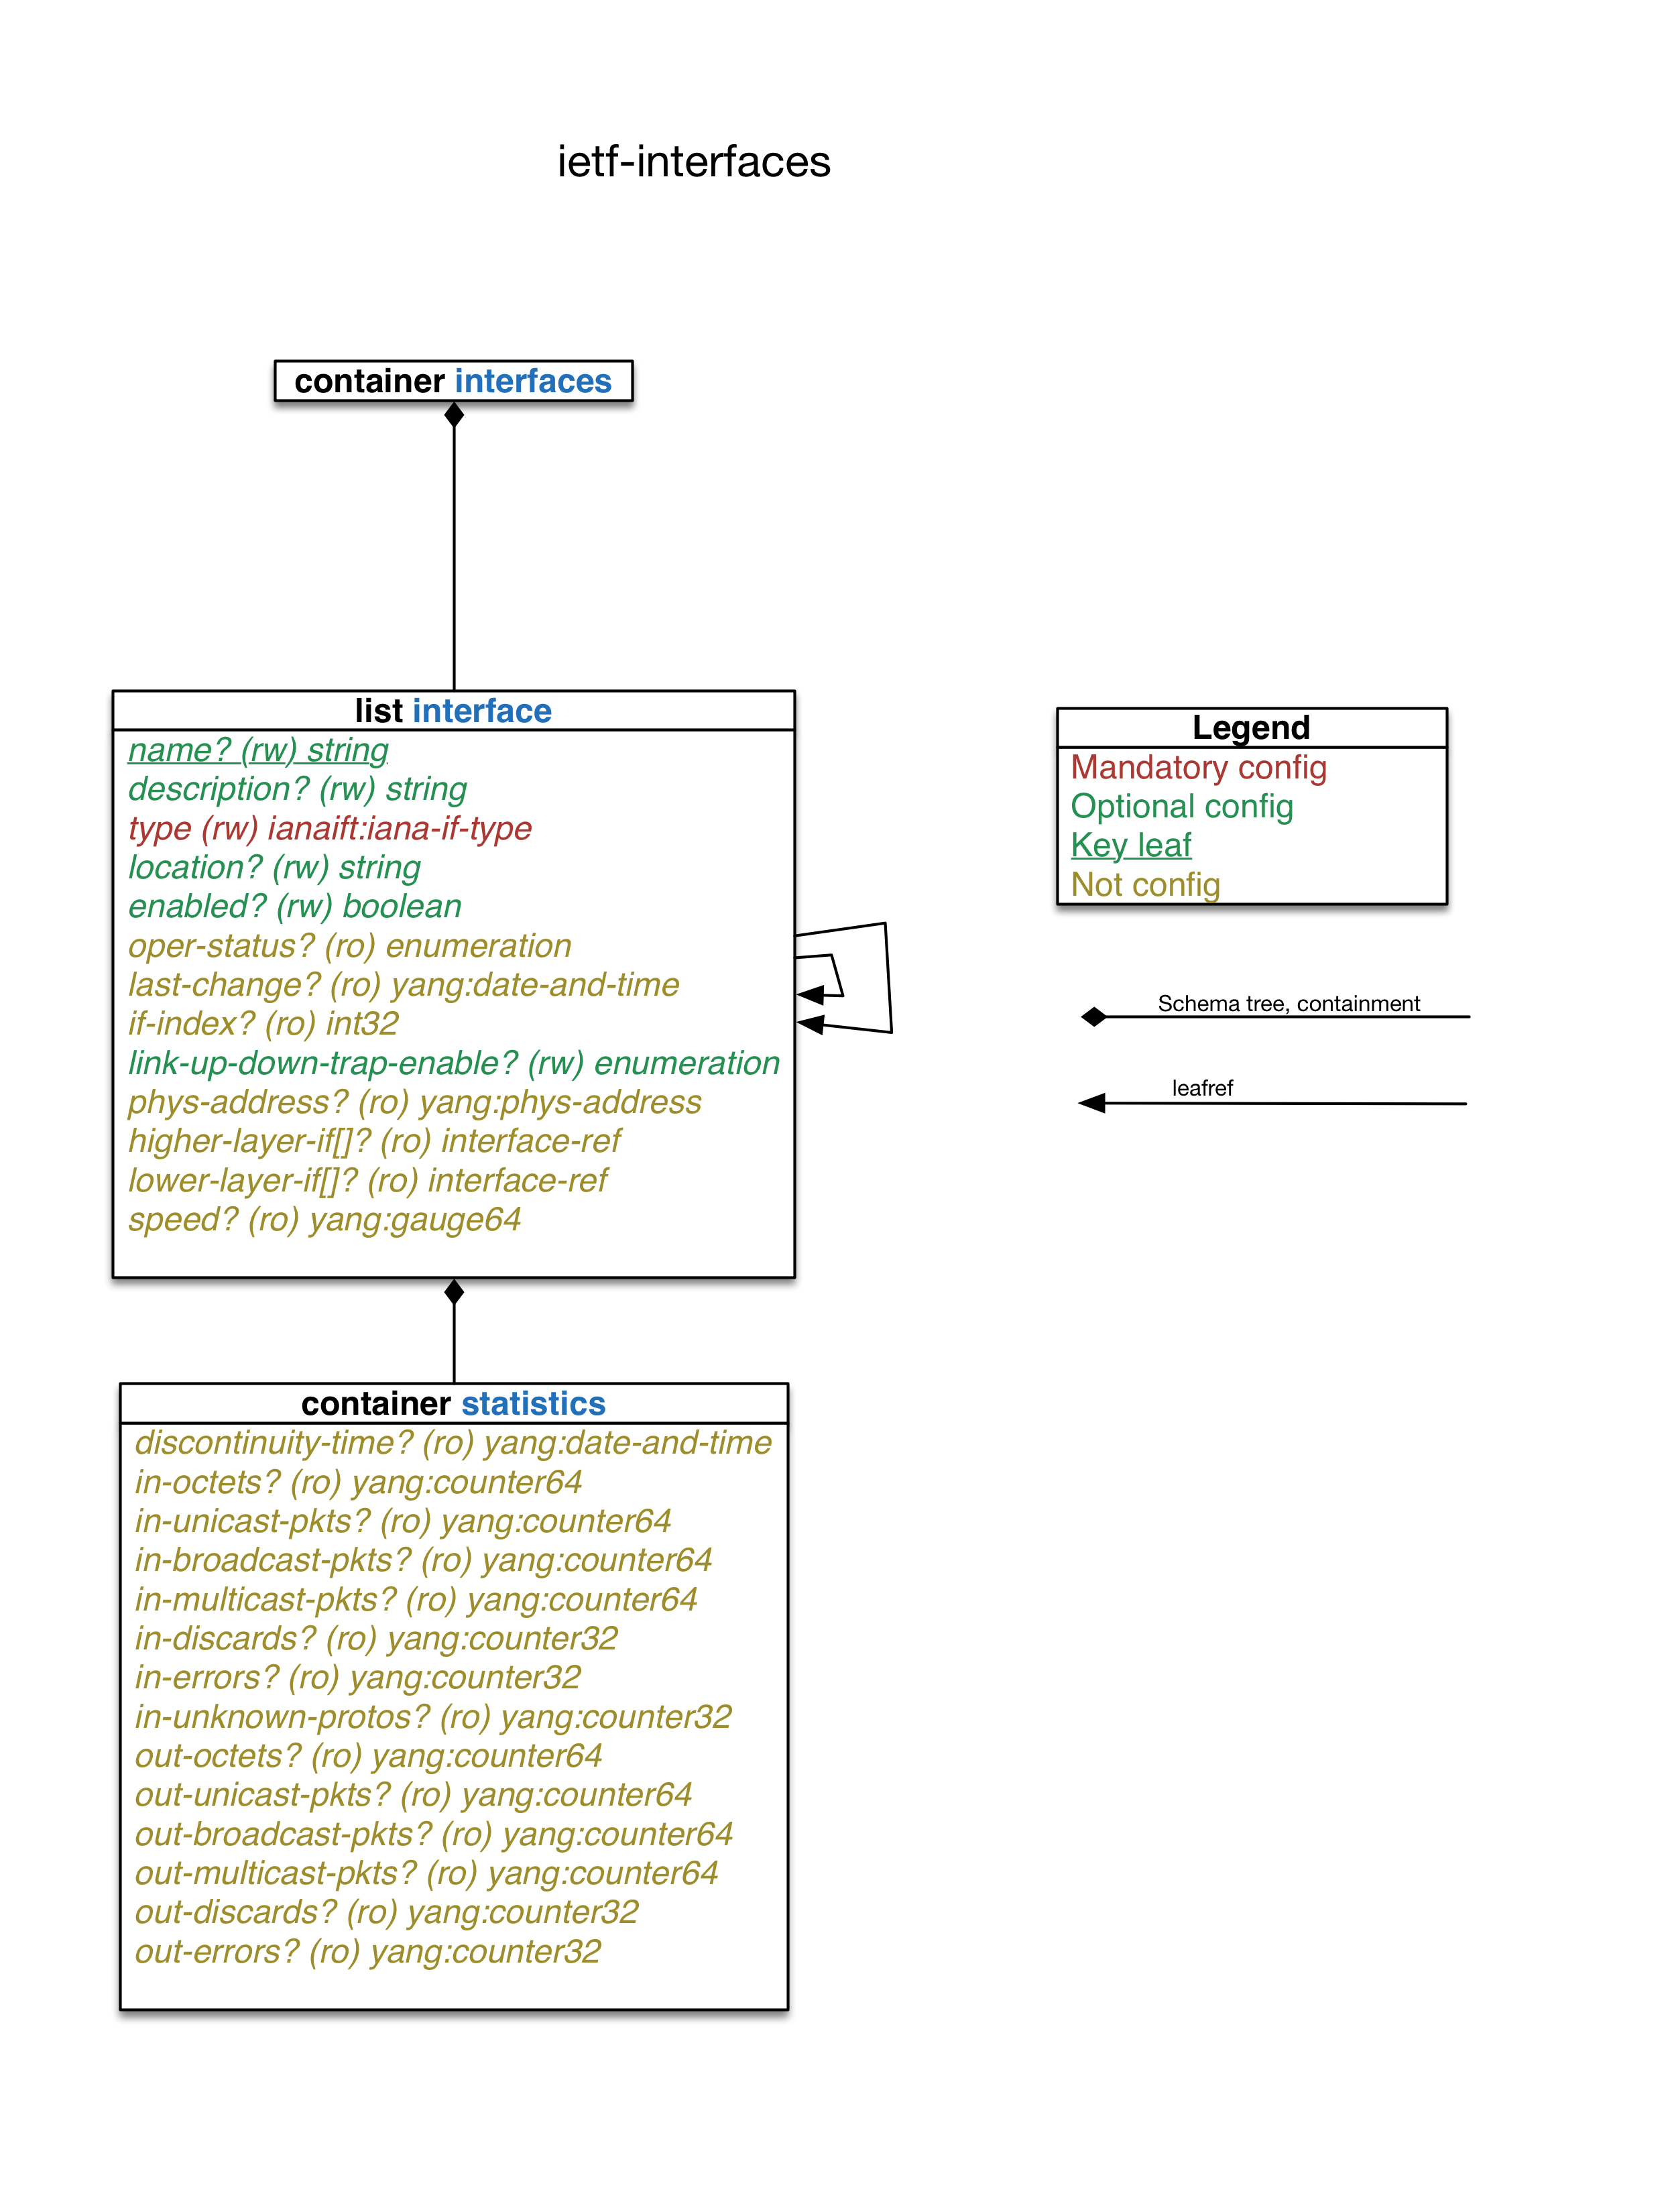 ietf-interfaces
container interfaces
list interface
name? (rw) string
description? (rw) string
type (rw) ianaift:iana-if-type
location? (rw) string
enabled? (rw) boolean
oper-status? (ro) enumeration
last-change? (ro) yang:date-and-time
if-index? (ro) int32
link-up-down-trap-enable? (rw) enumeration
phys-address? (ro) yang:phys-address
higher-layer-if[]? (ro) interface-ref
lower-layer-if[]? (ro) interface-ref
speed? (ro) yang:gauge64
Legend
Mandatory config
Optional config
Key leaf
Not config
Schema tree, containment
leafref
container statistics
discontinuity-time? (ro) yang:date-and-time
in-octets? (ro) yang:counter64
in-unicast-pkts? (ro) yang:counter64
in-broadcast-pkts? (ro) yang:counter64
in-multicast-pkts? (ro) yang:counter64
in-discards? (ro) yang:counter32
in-errors? (ro) yang:counter32
in-unknown-protos? (ro) yang:counter32
out-octets? (ro) yang:counter64
out-unicast-pkts? (ro) yang:counter64
out-broadcast-pkts? (ro) yang:counter64
out-multicast-pkts? (ro) yang:counter64
out-discards? (ro) yang:counter32
out-errors? (ro) yang:counter32